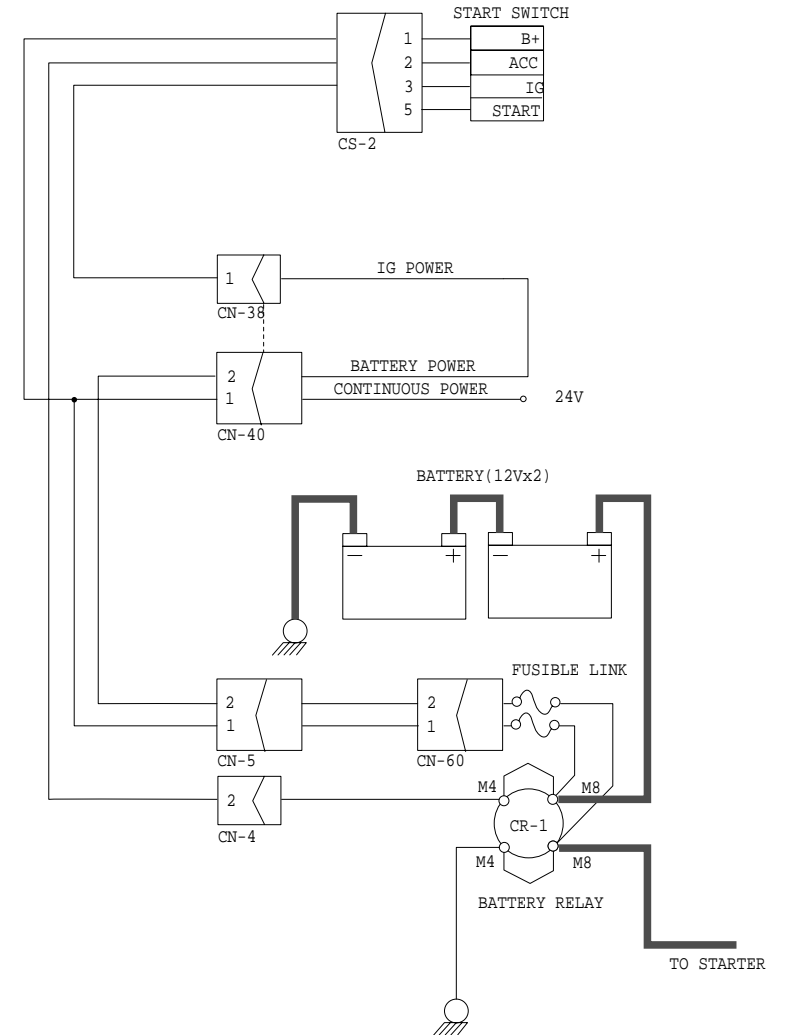 START SWITCH
1 B+
2 ACC
3 IG
5 START
CS-2
1 IG POWER
CN-38
2 BATTERY POWER
1 CONTINUOUS POWER 24V
CN-40
BATTERY(12Vx2)
− + − +
FUSIBLE LINK
2 2
1 1
CN-5 CN-60
M4 M8
2
CN-4
CR-1
M4 M8
BATTERY RELAY
TO STARTER